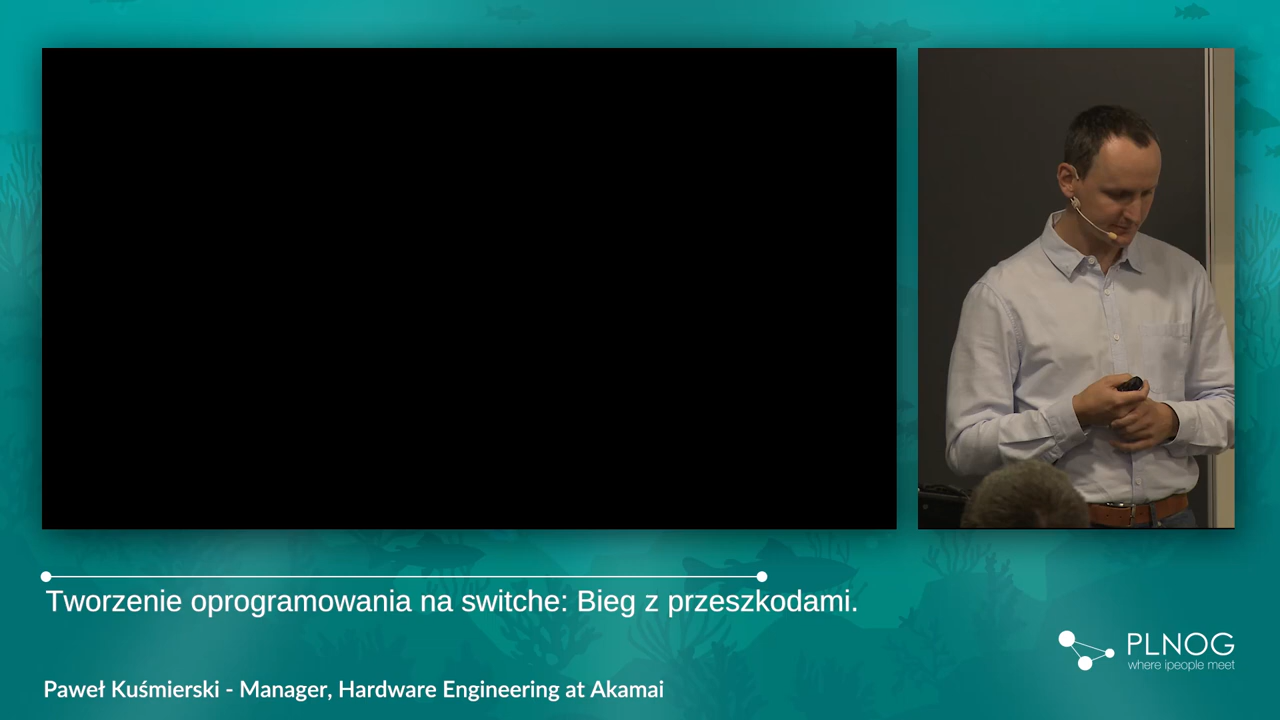 Tworzenie oprogramowania na switche: Bieg z przeszkodami.
PLNOG
where ipeople meet
Paweł Kuśmierski - Manager, Hardware Engineering at Akamai